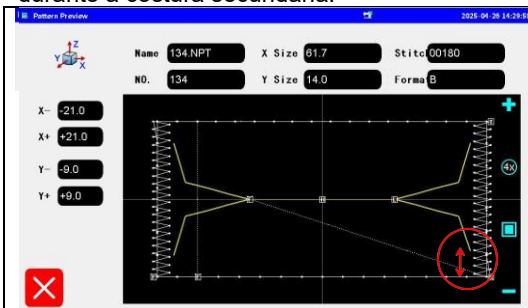 durante a costura secundária.
Pattern Preview 2025-04-26 14:29:5
Z
Y X
Name 134.NPT X Size 61.7 Stitc 00180
NO. 134 Y Size 14.0 Forma B
X- -21.0
X+ +21.0
4x
Y- -9.0
Y+ +9.0